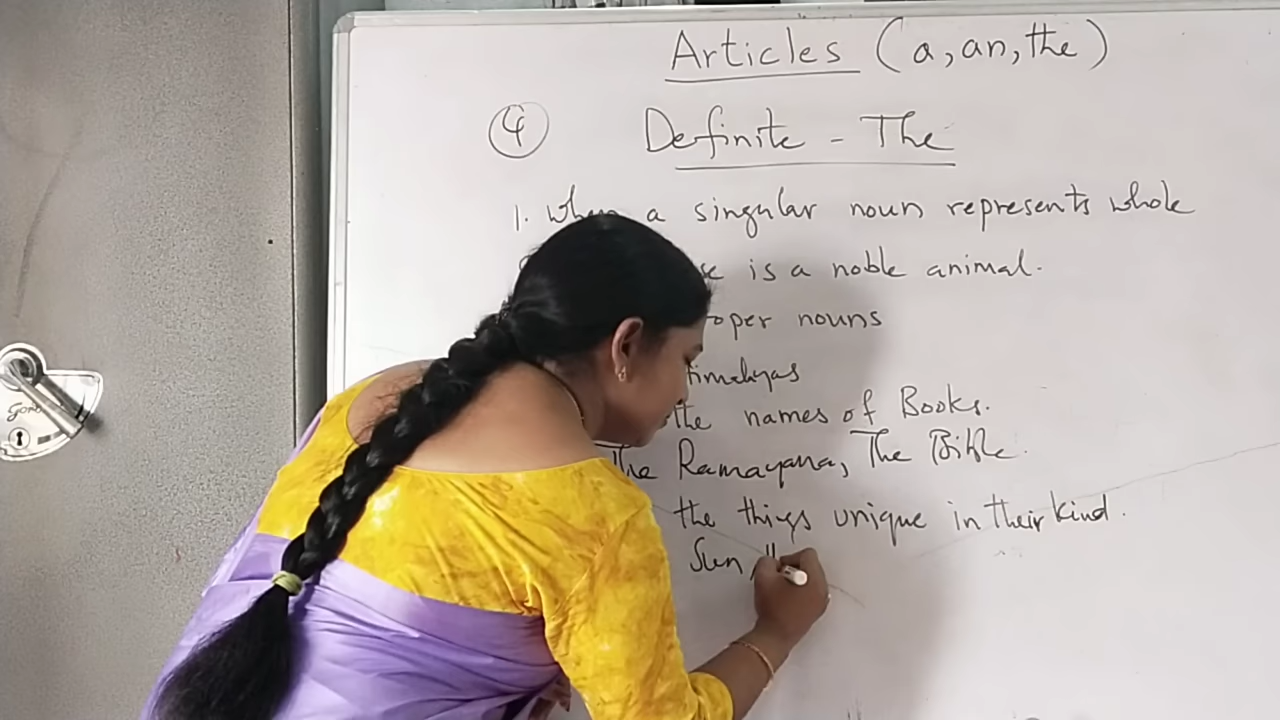 Articles (a, an, the)
4 Definite - The
1. When a singular noun represents whole
is a noble animal.
nouns
the names of Books.
The Ramayana, The Bible.
the things unique in their kind.
Sun,